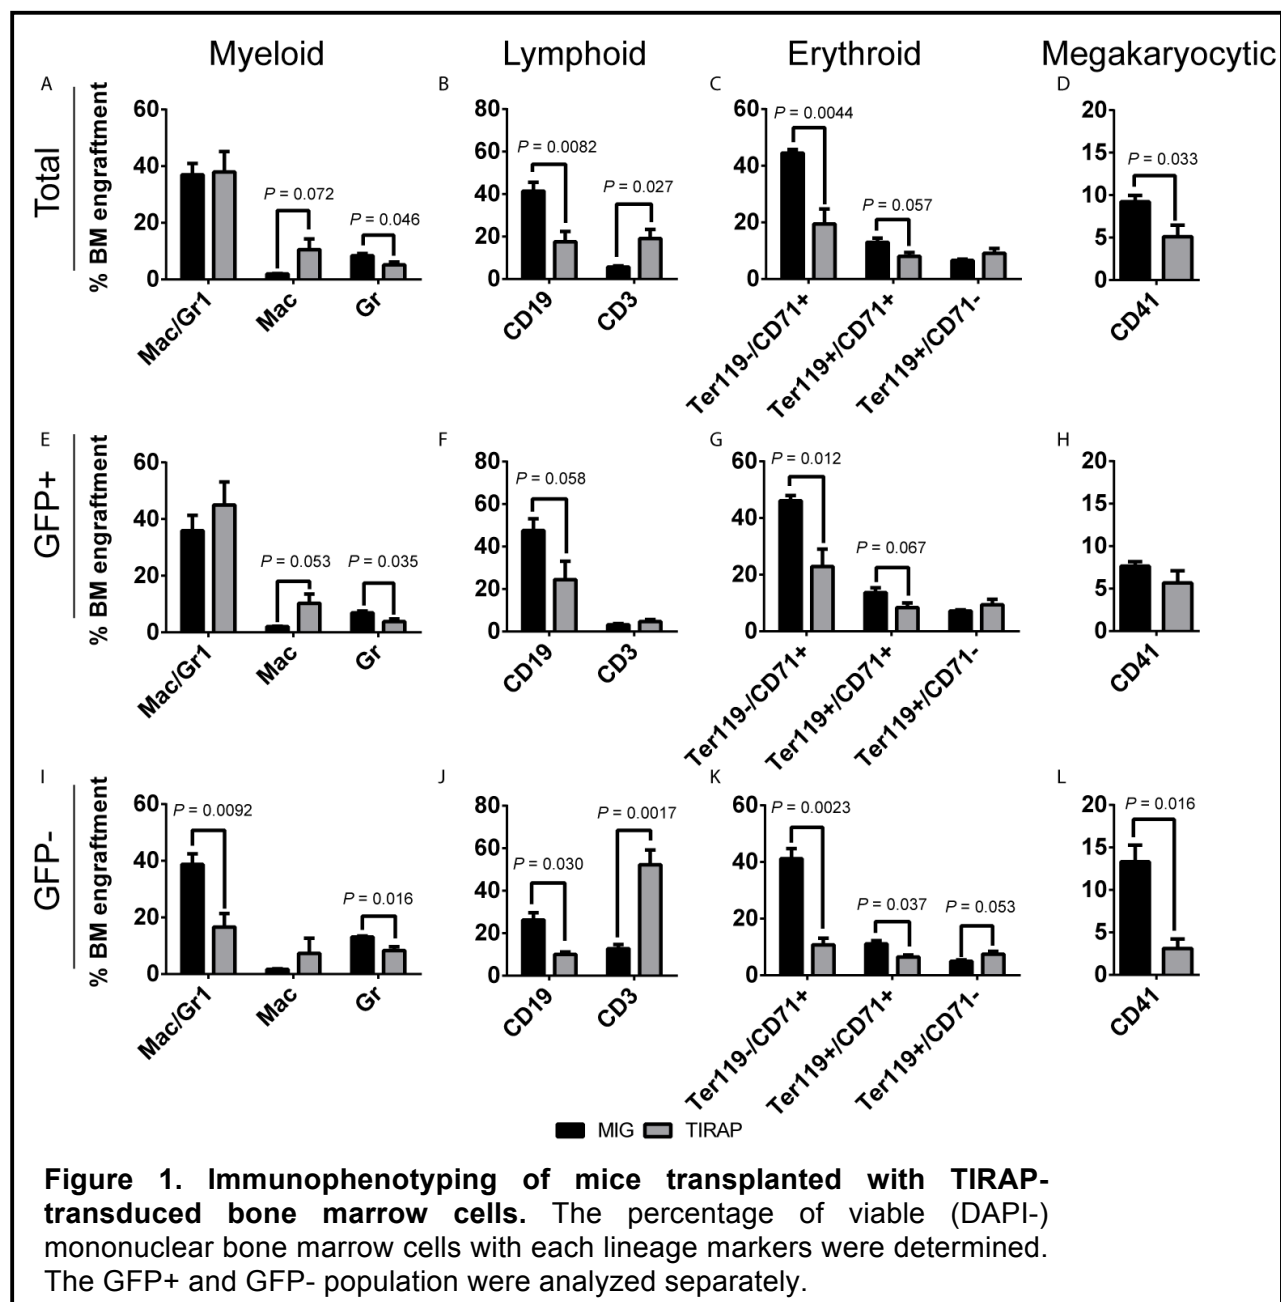 Myeloid Lymphoid Erythroid Megakaryocytic
A B C D
Total
% BM engraftment
60
40
20
0
P = 0.072
P = 0.046
Mac/Gr1 Mac Gr
80
60
40
20
0
P = 0.0082
P = 0.027
CD19 CD3
60
40
20
0
P = 0.0044
P = 0.057
Ter119-/CD71+ Ter119+/CD71+ Ter119+/CD71-
20
15
10
5
0
P = 0.033
CD41
E F G H
GFP+
% BM engraftment
60
40
20
0
P = 0.053
P = 0.035
Mac/Gr1 Mac Gr
80
60
40
20
0
P = 0.058
CD19 CD3
60
40
20
0
P = 0.012
P = 0.067
Ter119-/CD71+ Ter119+/CD71+ Ter119+/CD71-
20
15
10
5
0
CD41
I J K L
GFP-
% BM engraftment
60
40
20
0
P = 0.0092
P = 0.016
Mac/Gr1 Mac Gr
80
60
40
20
0
P = 0.030
P = 0.0017
CD19 CD3
60
40
20
0
P = 0.0023
P = 0.037
P = 0.053
Ter119-/CD71+ Ter119+/CD71+ Ter119+/CD71-
20
15
10
5
0
P = 0.016
CD41
MIG TIRAP
Figure 1. Immunophenotyping of mice transplanted with TIRAP-
transduced bone marrow cells. The percentage of viable (DAPI-)
mononuclear bone marrow cells with each lineage markers were determined.
The GFP+ and GFP- population were analyzed separately.